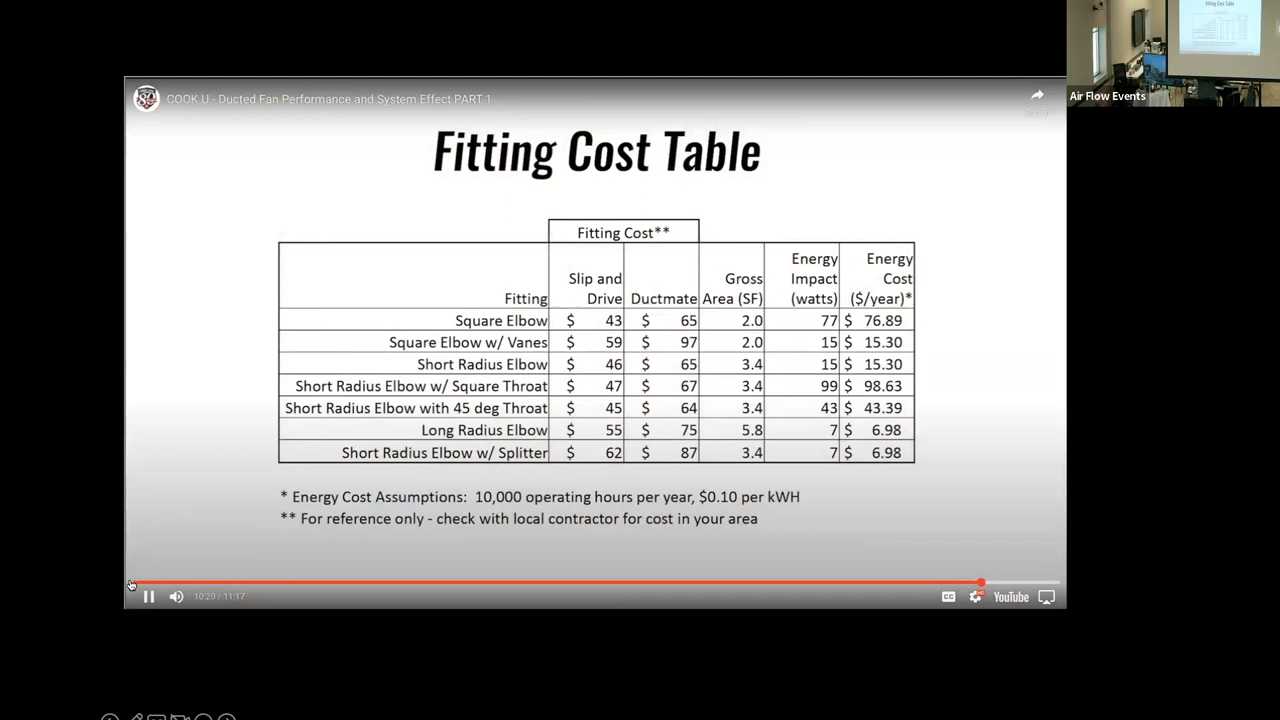 COOK U - Ducted Fan Performance and System Effect PART 1
Air Flow Events
Fitting Cost Table
Fitting Cost**
Fitting Slip and Drive Ductmate Gross Area (SF) Energy Impact (watts) Energy Cost ($/year)*
Square Elbow $ 43 $ 65 2.0 77 $ 76.89
Square Elbow w/ Vanes $ 59 $ 97 2.0 15 $ 15.30
Short Radius Elbow $ 46 $ 65 3.4 15 $ 15.30
Short Radius Elbow w/ Square Throat $ 47 $ 67 3.4 99 $ 98.63
Short Radius Elbow with 45 deg Throat $ 45 $ 64 3.4 43 $ 43.39
Long Radius Elbow $ 55 $ 75 5.8 7 $ 6.98
Short Radius Elbow w/ Splitter $ 62 $ 87 3.4 7 $ 6.98
* Energy Cost Assumptions: 10,000 operating hours per year, $0.10 per kWH
** For reference only - check with local contractor for cost in your area
10:20 / 11:17
CC
YouTube